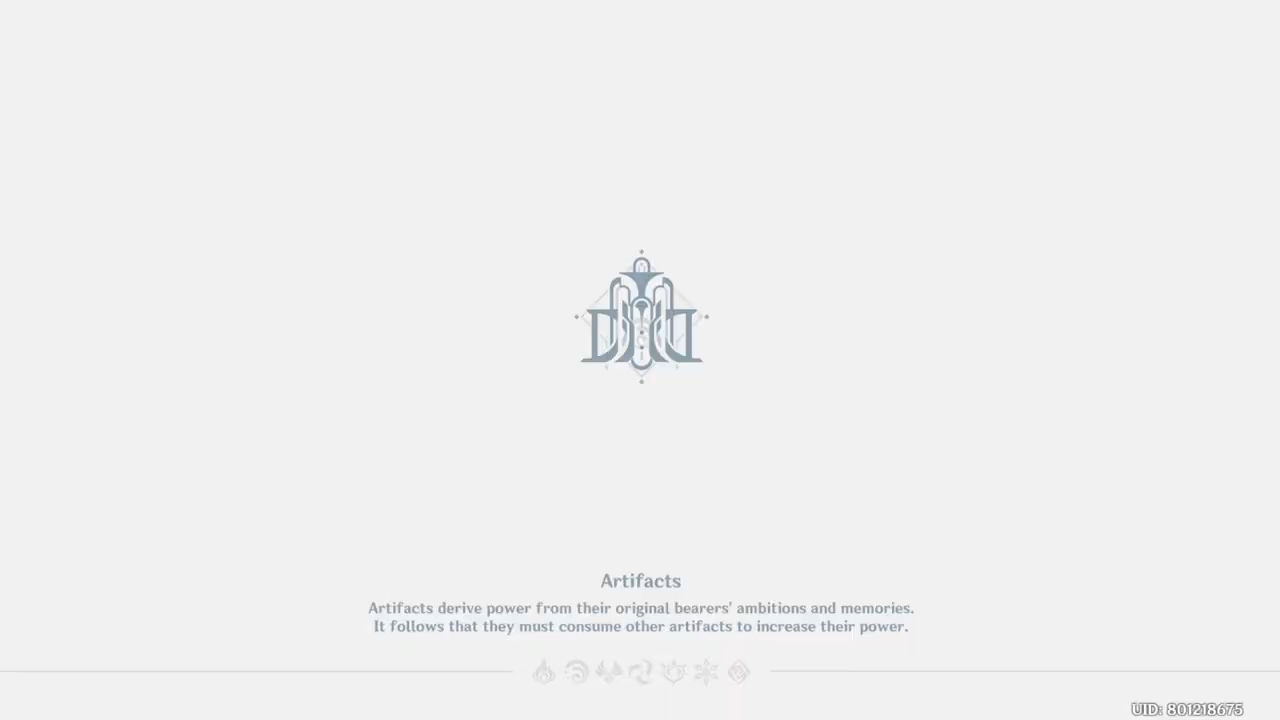 Artifacts
Artifacts derive power from their original bearers' ambitions and memories.
It follows that they must consume other artifacts to increase their power.
UID: 801218675